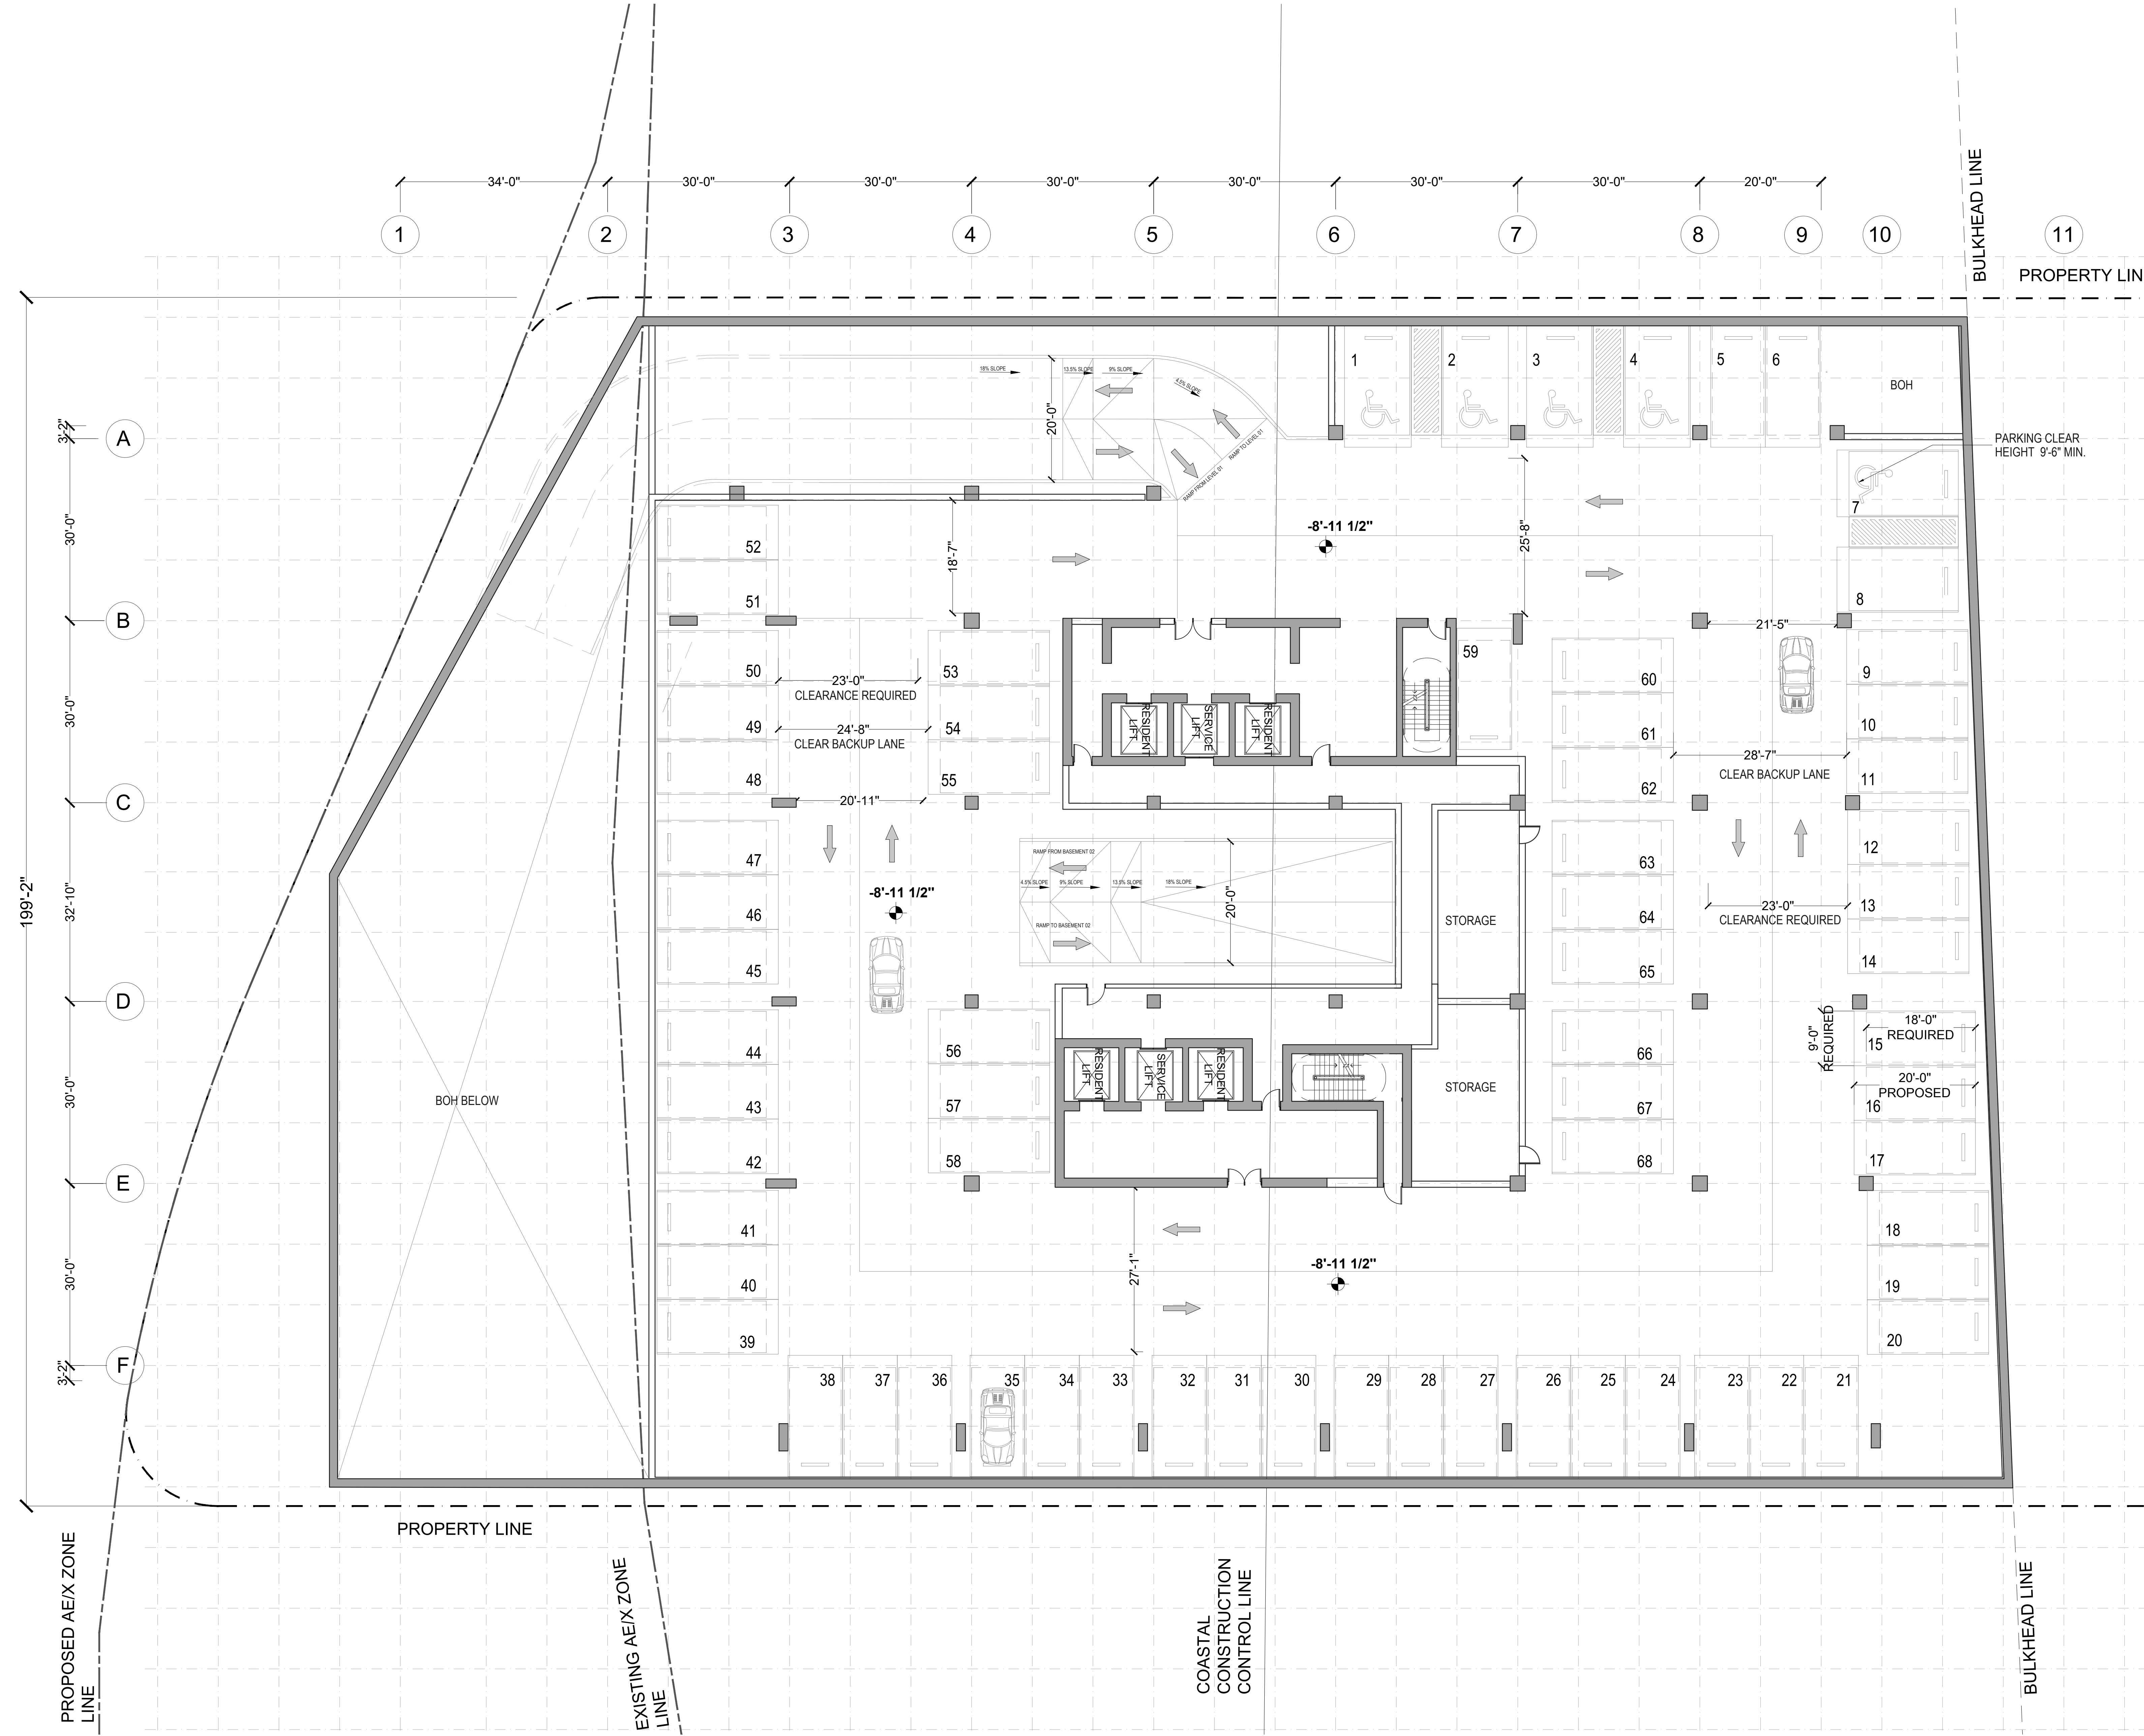 34'-0"
30'-0"
30'-0"
30'-0"
30'-0"
30'-0"
30'-0"
20'-0"
1
2
3
4
5
6
7
8
9
10
11
BULKHEAD LINE
PROPERTY LIN
199'-2"
3'-2"
A
30'-0"
B
30'-0"
C
32'-10"
D
30'-0"
E
30'-0"
F
3'-2"
18% SLOPE
13.5% SLOPE
9% SLOPE
4.5% SLOPE
20'-0"
RAMP TO LEVEL 01
RAMP FROM LEVEL 01
1
2
3
4
5
6
BOH
PARKING CLEAR
HEIGHT 9'-6" MIN.
7
8
52
51
18'-7"
-8'-11 1/2"
25'-8"
21'-5"
50
49
48
23'-0"
CLEARANCE REQUIRED
24'-8"
CLEAR BACKUP LANE
20'-11"
53
54
55
RESIDENT
LIFT
SERVICE
LIFT
RESIDENT
LIFT
59
60
61
62
28'-7"
CLEAR BACKUP LANE
9
10
11
47
46
45
-8'-11 1/2"
RAMP FROM BASEMENT 02
4.5% SLOPE
9% SLOPE
13.5% SLOPE
18% SLOPE
RAMP TO BASEMENT 02
20'-0"
STORAGE
63
64
65
23'-0"
CLEARANCE REQUIRED
12
13
14
BOH BELOW
44
43
42
56
57
58
RESIDENT
LIFT
SERVICE
LIFT
RESIDENT
LIFT
STORAGE
66
67
68
9'-0"
REQUIRED
18'-0"
REQUIRED
15
20'-0"
PROPOSED
16
17
41
40
39
27'-1"
-8'-11 1/2"
18
19
20
38
37
36
35
34
33
32
31
30
29
28
27
26
25
24
23
22
21
PROPERTY LINE
PROPOSED AE/X ZONE
LINE
EXISTING AE/X ZONE
LINE
COASTAL
CONSTRUCTION
CONTROL LINE
BULKHEAD LINE